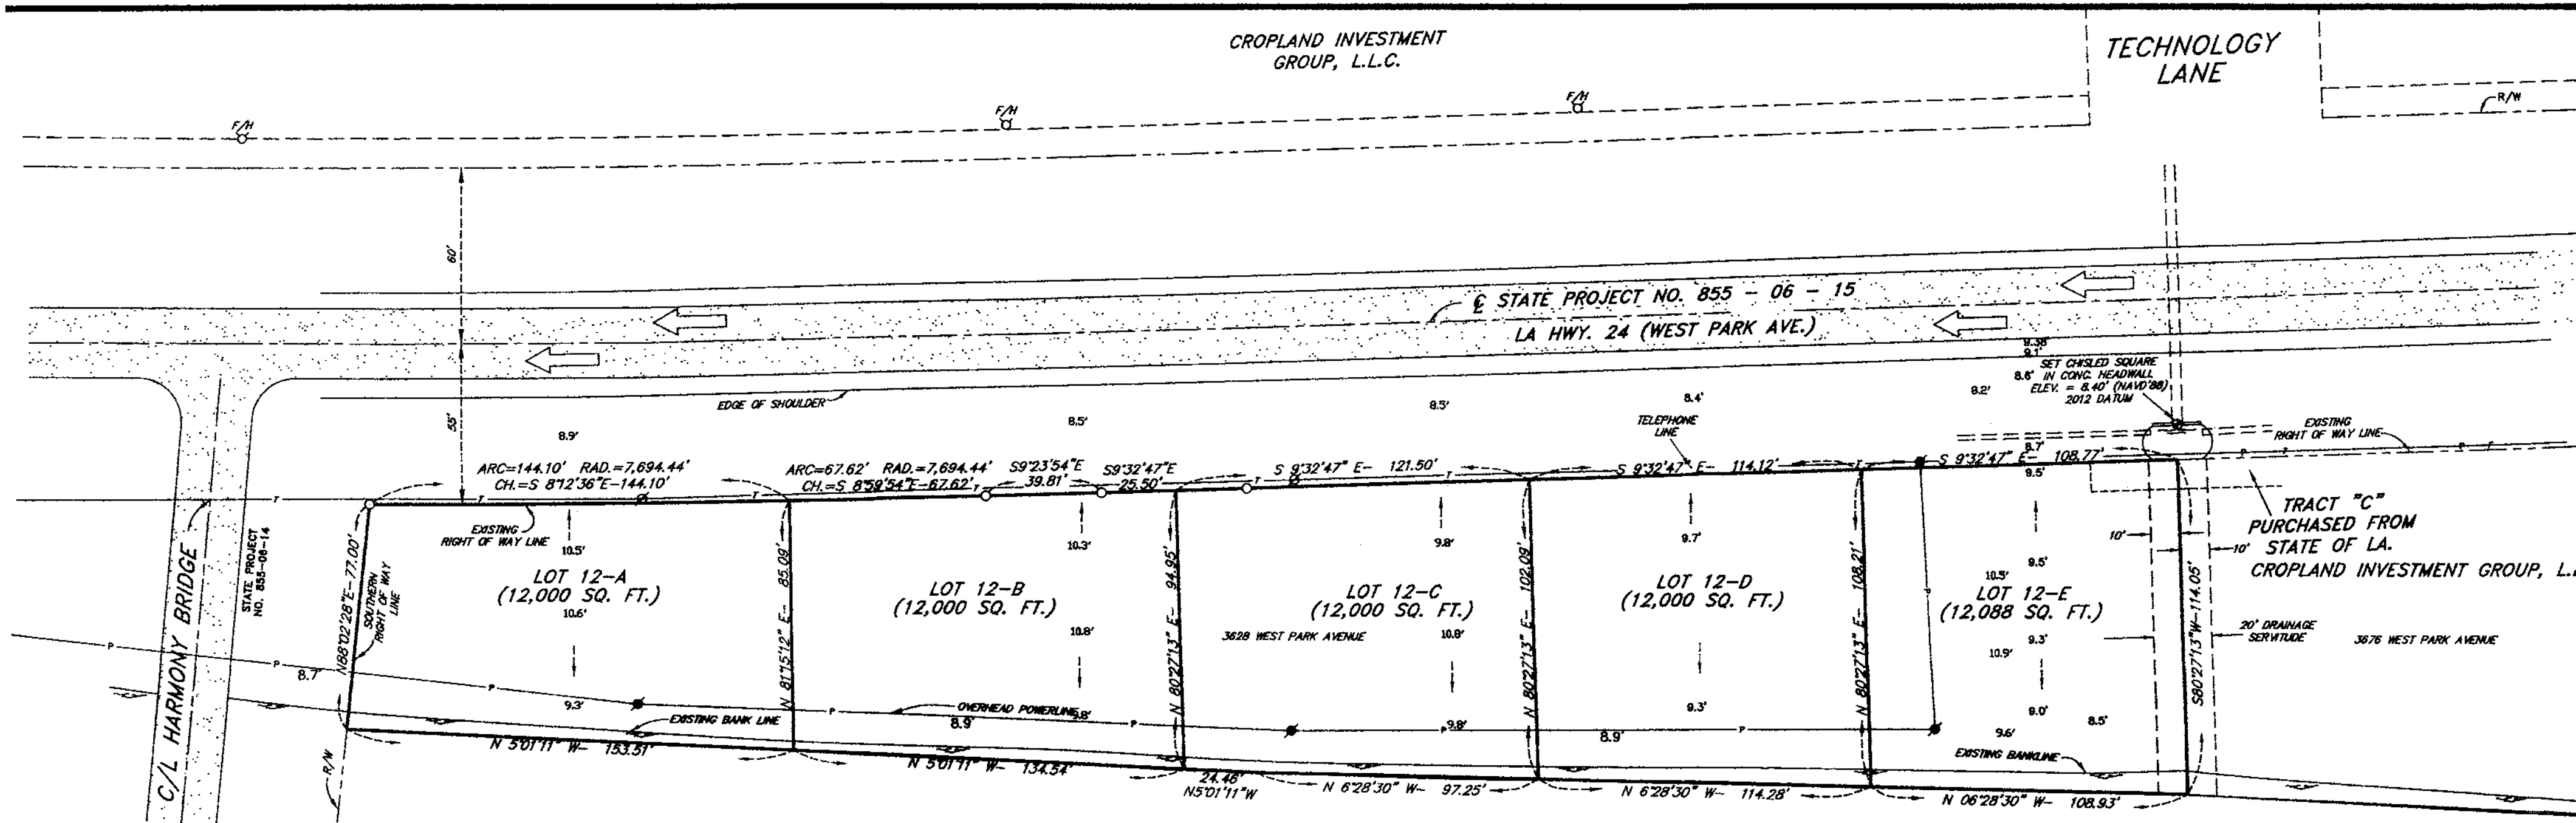 CROPLAND INVESTMENT
GROUP, L.L.C.
TECHNOLOGY
LANE
F/H
F/H
F/H
R/W
60'
55'
℄ STATE PROJECT NO. 855 - 06 - 15
LA HWY. 24 (WEST PARK AVE.)
EDGE OF SHOULDER
8.9'
8.5'
8.5'
8.4'
8.2'
9.38
9.1'
SET CHISLED SQUARE
8.6' IN CONC. HEADWALL
ELEV. = 8.40' (NAVD'88)
2012 DATUM
TELEPHONE
LINE
8.7'
EXISTING
RIGHT OF WAY LINE
ARC=144.10' RAD.=7,694.44'
CH.=S 8°12'36"E-144.10'
ARC=67.62' RAD.=7,694.44'
CH.=S 8°59'54"E-67.62'
S9°23'54"E
39.81'
S9°32'47"E
25.50'
S 9°32'47" E- 121.50'
S 9°32'47" E- 114.12'
S 9°32'47" E- 108.77'
C/L HARMONY BRIDGE
STATE PROJECT
NO. 855-06-14
N88°02'28"E-77.00'
SOUTHERN
RIGHT OF WAY
LINE
EXISTING
RIGHT OF WAY LINE
10.5'
LOT 12-A
(12,000 SQ. FT.)
10.6'
9.3'
N 81°15'12" E- 85.09'
10.3'
LOT 12-B
(12,000 SQ. FT.)
10.8'
9.8'
N 80°27'13" E- 94.95'
9.8'
LOT 12-C
(12,000 SQ. FT.)
3628 WEST PARK AVENUE
10.8'
9.8'
N 80°27'13" E- 102.09'
9.7'
LOT 12-D
(12,000 SQ. FT.)
9.3'
N 80°27'13" E- 108.21'
9.5'
9.5'
10.5'
LOT 12-E
(12,088 SQ. FT.)
9.3'
10.9'
9.0'
8.5'
9.6'
S80°27'13"W-114.05'
10'
10'
TRACT "C"
PURCHASED FROM
STATE OF LA.
CROPLAND INVESTMENT GROUP, L.L
20' DRAINAGE
SERVITUDE
3676 WEST PARK AVENUE
8.7'
EXISTING BANK LINE
OVERHEAD POWERLINE
8.9'
8.9'
EXISTING BANKLINE
R/W
N 5°01'11" W- 153.51'
N 5°01'11" W- 134.54'
24.46'
N5°01'11"W
N 6°28'30" W- 97.25'
N 6°28'30" W- 114.28'
N 06°28'30" W- 108.93'